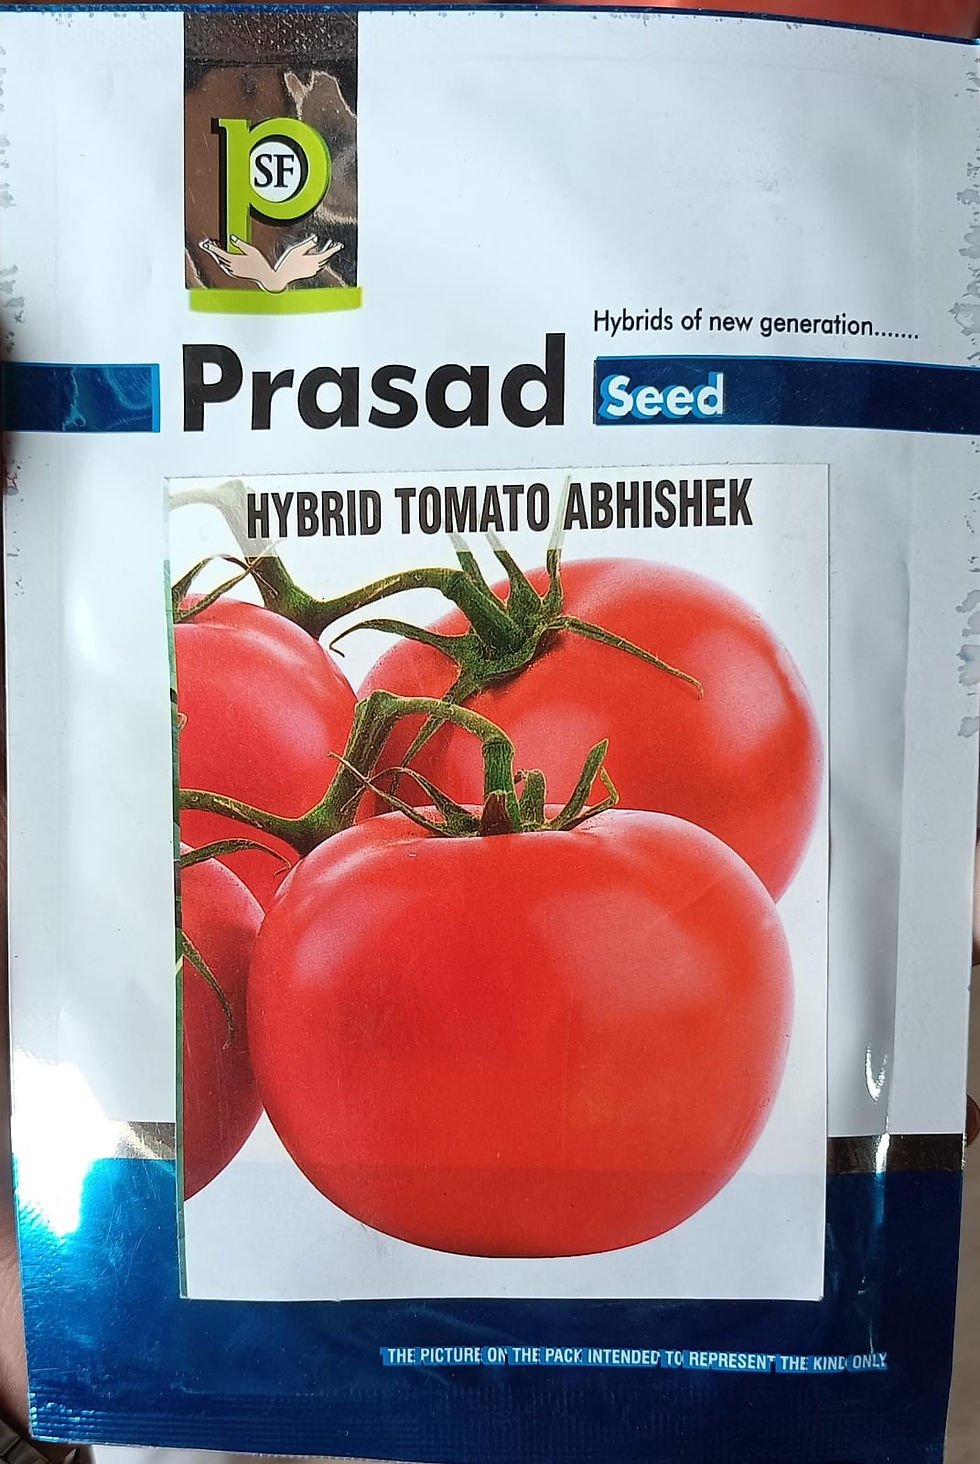 p
SF
Hybrids of new generation.......
Prasad Seed
HYBRID TOMATO ABHISHEK
THE PICTURE ON THE PACK INTENDED TO REPRESENT THE KIND ONLY